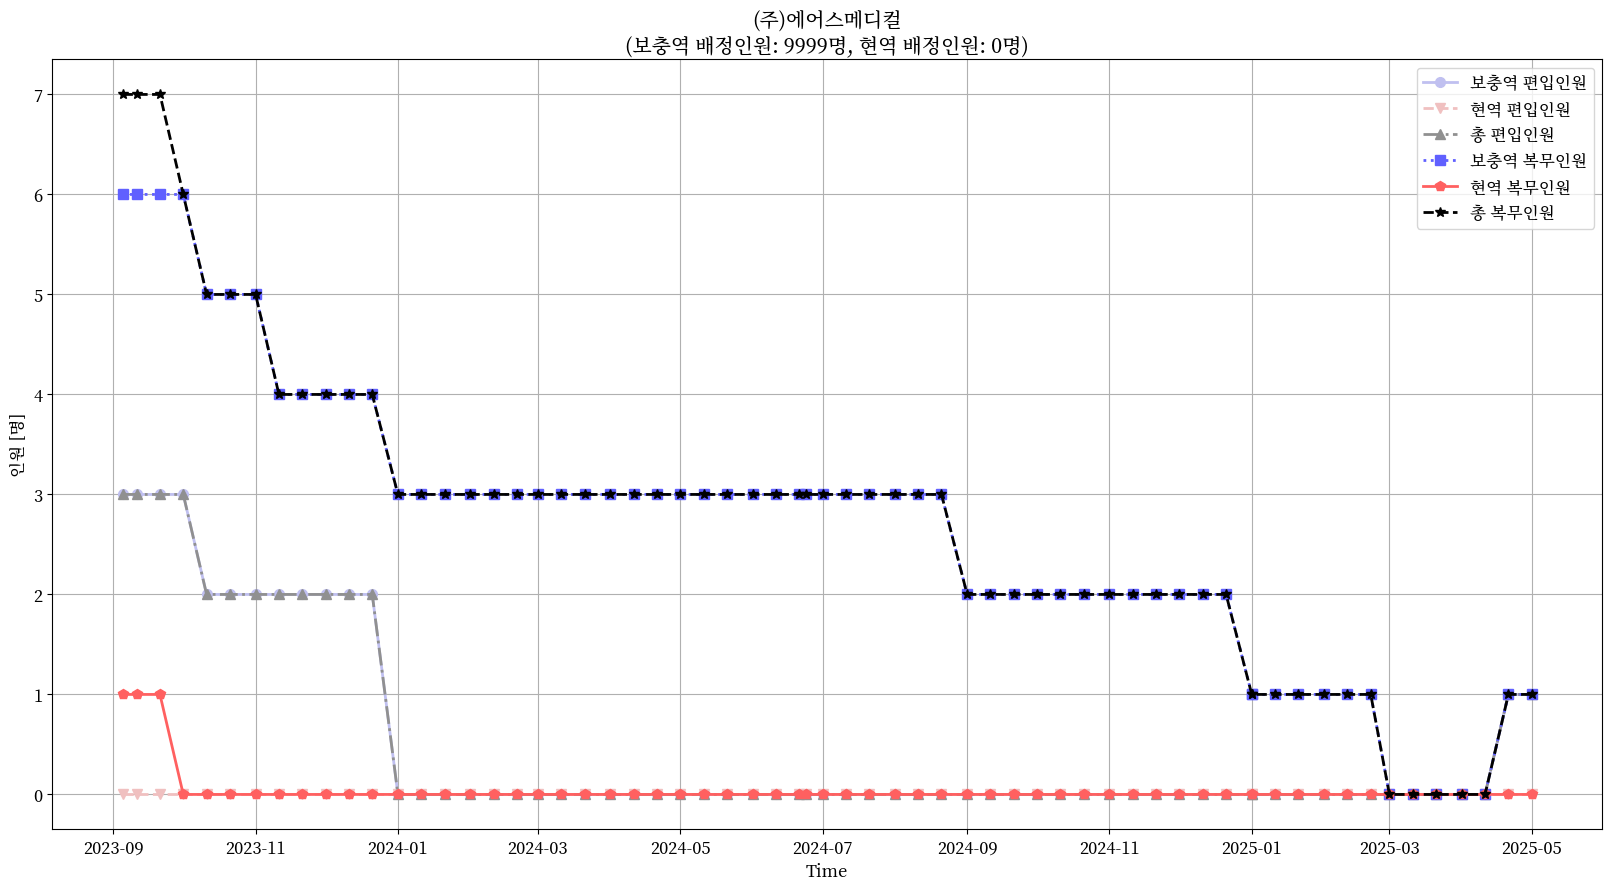 (주)에어스메디컬
(보충역 배정인원: 9999명, 현역 배정인원: 0명)
보충역 편입인원
현역 편입인원
총 편입인원
보충역 복무인원
현역 복무인원
총 복무인원
인원 [명]
7
6
5
4
3
2
1
0
2023-09 2023-11 2024-01 2024-03 2024-05 2024-07 2024-09 2024-11 2025-01 2025-03 2025-05
Time